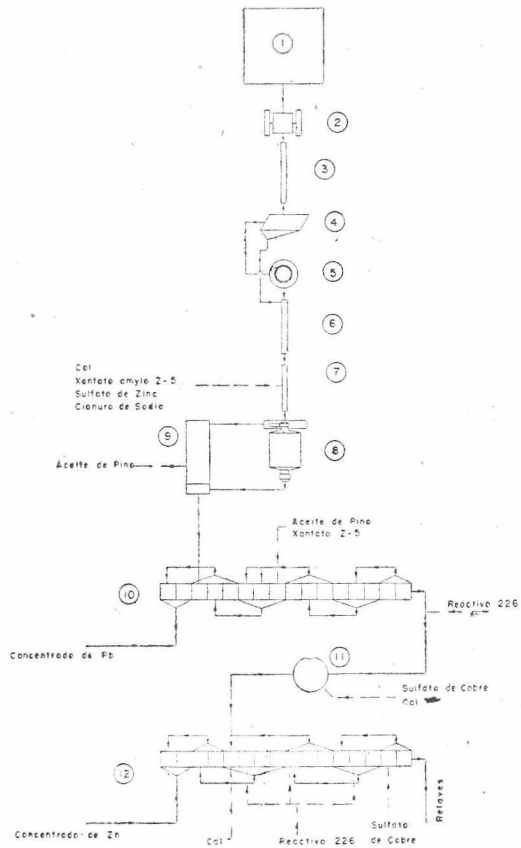 1
2
3
4
5
6
7
Cal
Xantato amylo Z-5
Sulfato de Zinc
Cianuro de Sodio
8
9
Aceite de Pino
Aceite de Pino
Xantato Z-5
10
Reactivo 226
Concentrado de Pb
11
Sulfato de Cobre
Cal
12
Relaves
Concentrado de Zn
Cal
Reactivo 226
Sulfato
de Cobre